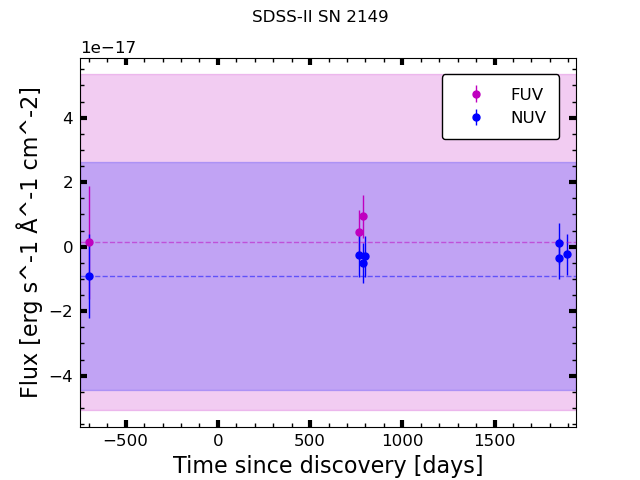 SDSS-II SN 2149
1e−17
FUV
NUV
4
2
0
−2
−4
Flux [erg s^-1 Å^-1 cm^-2]
−500
0
500
1000
1500
Time since discovery [days]